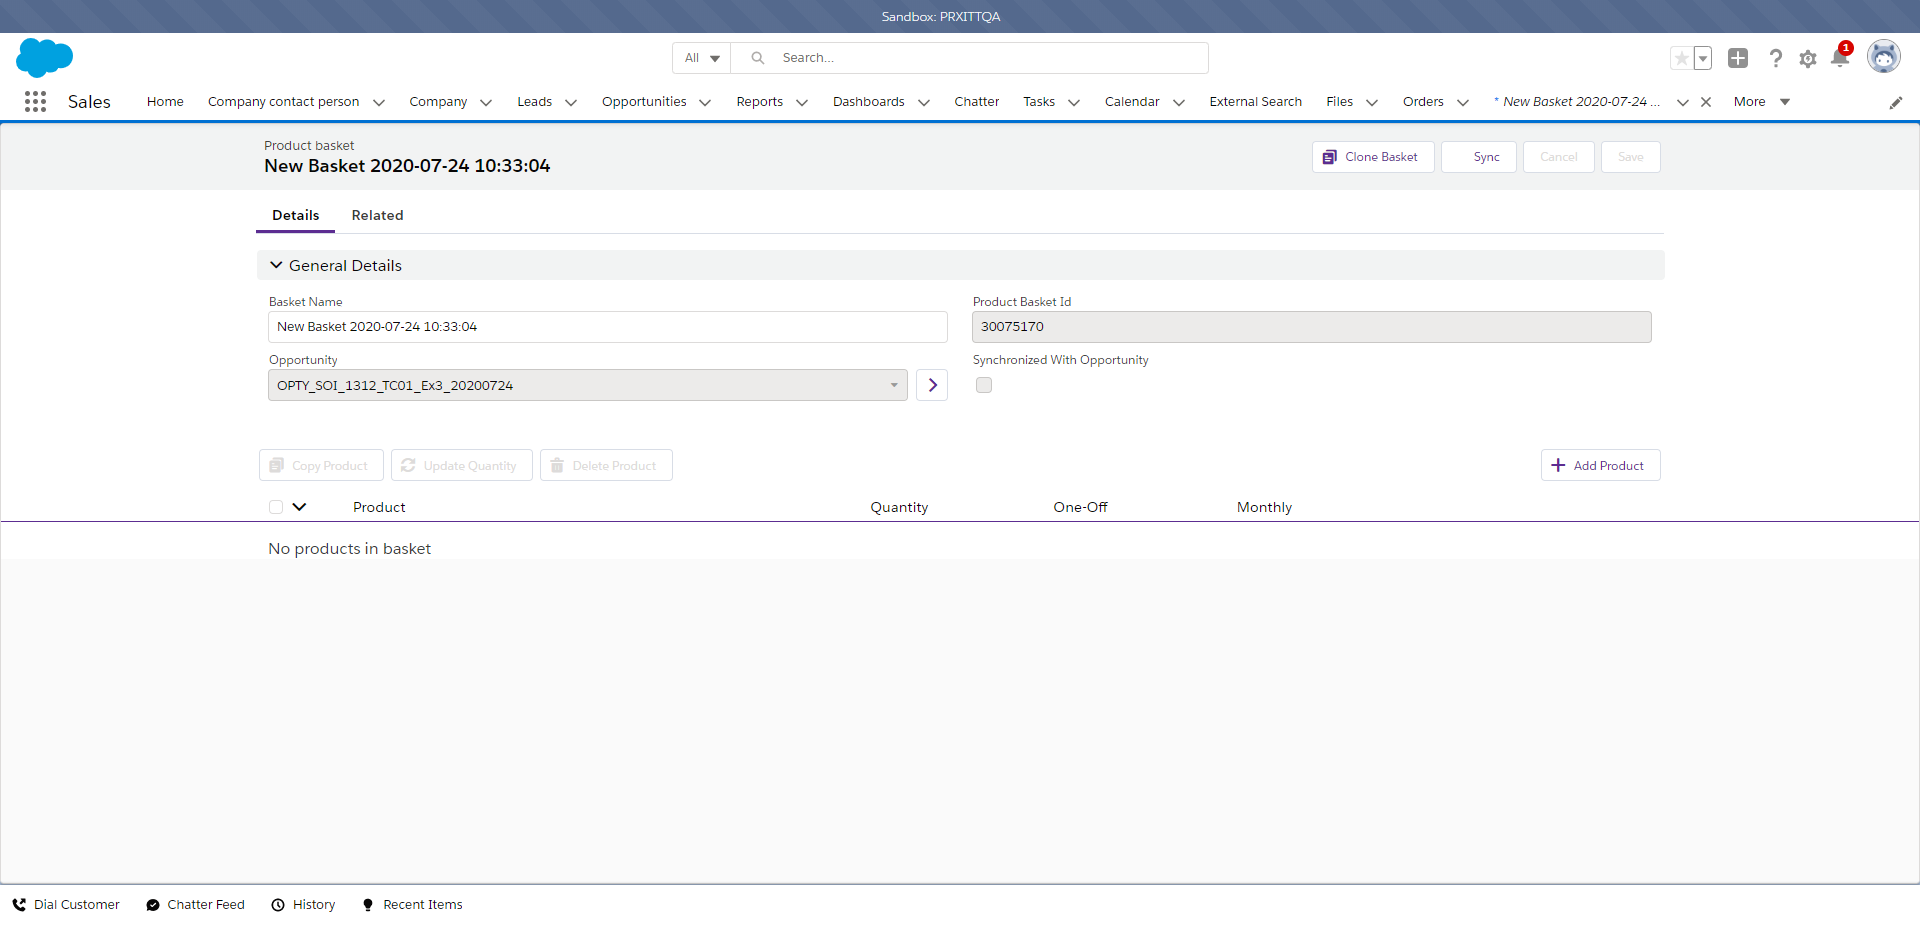 Sandbox: PRXITTQA
All
Search...
1
Sales
Home
Company contact person
Company
Leads
Opportunities
Reports
Dashboards
Chatter
Tasks
Calendar
External Search
Files
Orders
* New Basket 2020-07-24 ...
More
Product basket
New Basket 2020-07-24 10:33:04
Clone Basket
Sync
Cancel
Save
Details
Related
General Details
Basket Name
New Basket 2020-07-24 10:33:04
Product Basket Id
30075170
Opportunity
OPTY_SOI_1312_TC01_Ex3_20200724
Synchronized With Opportunity
Copy Product
Update Quantity
Delete Product
Add Product
Product
Quantity
One-Off
Monthly
No products in basket
Dial Customer
Chatter Feed
History
Recent Items